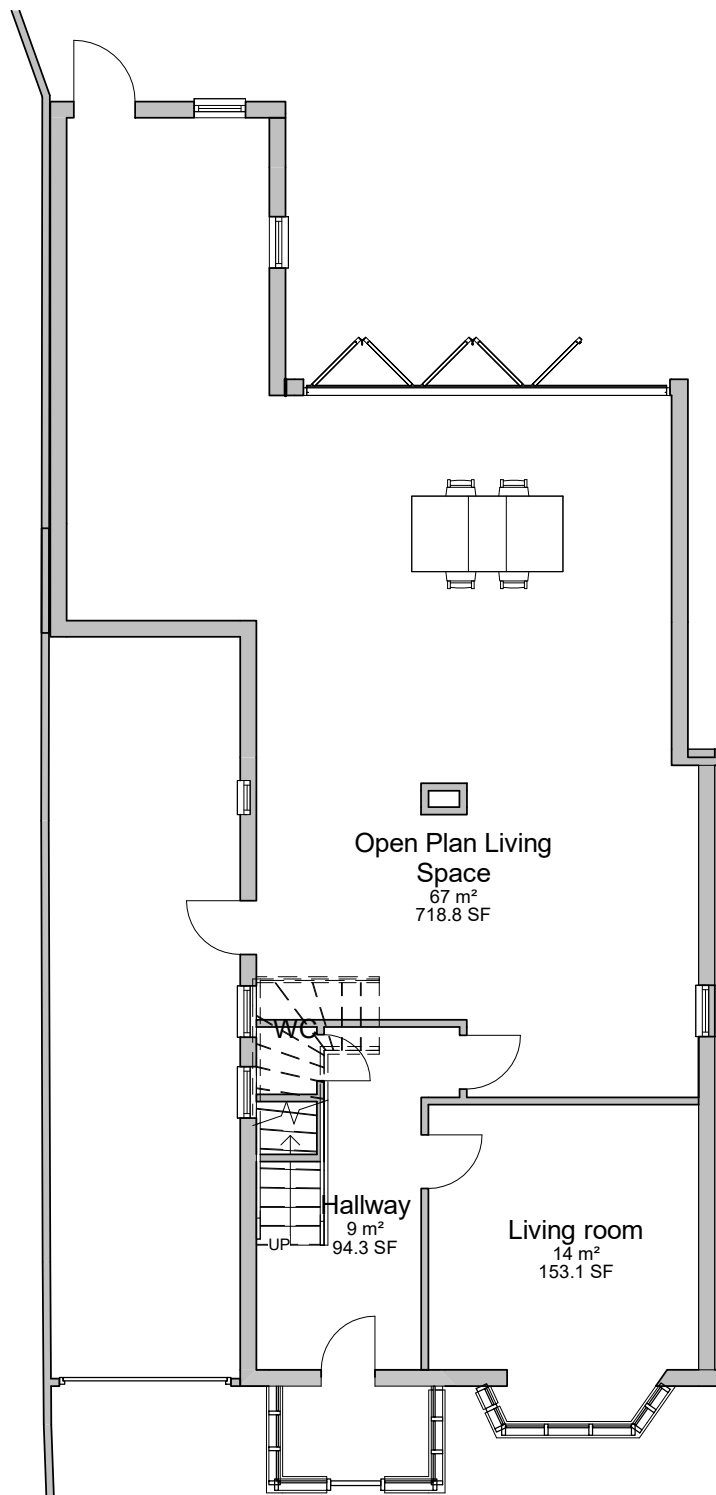 Open Plan Living
Space
67 m²
718.8 SF
WC
Hallway
9 m²
94.3 SF
UP
Living room
14 m²
153.1 SF